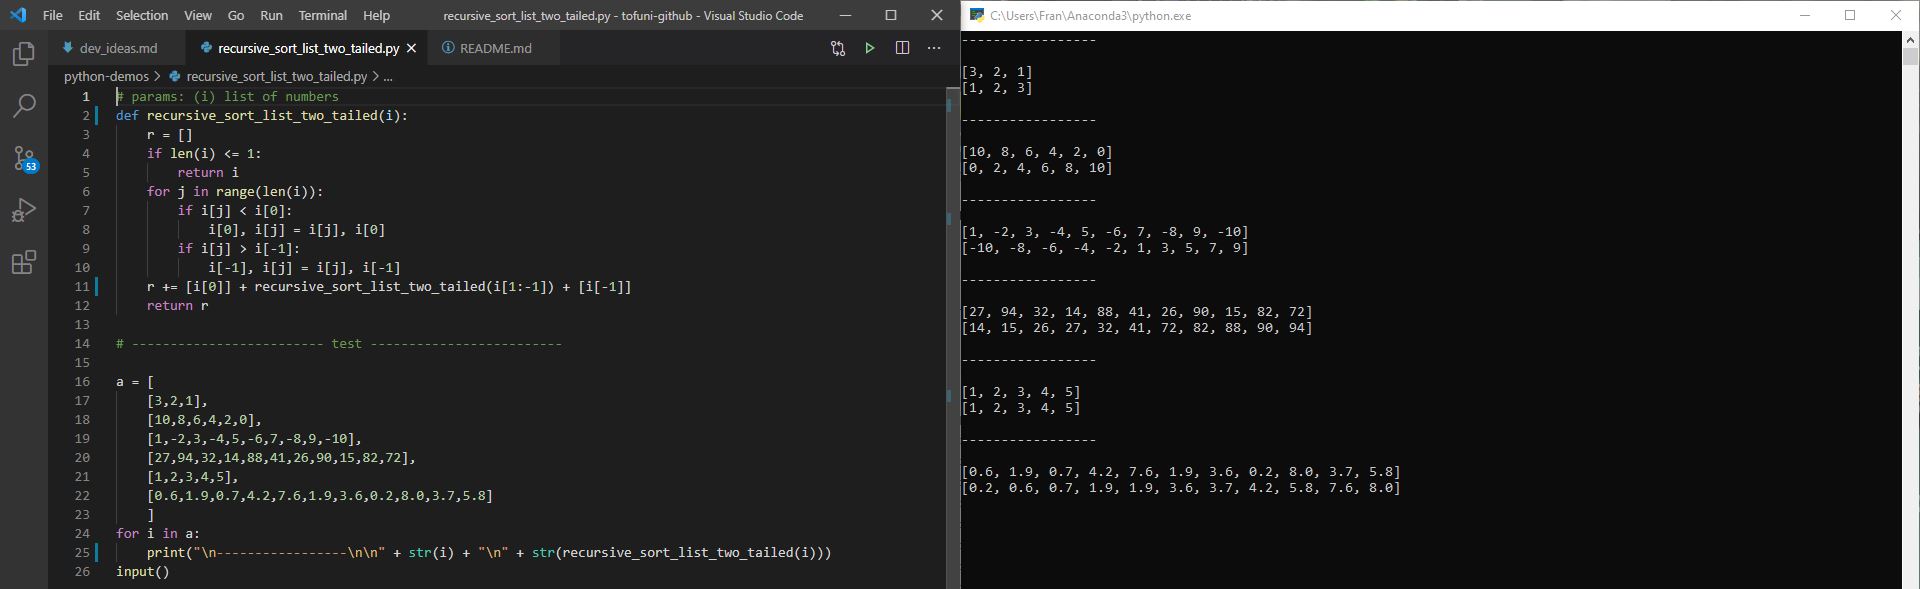 File Edit Selection View Go Run Terminal Help recursive_sort_list_two_tailed.py - tofuni-github - Visual Studio Code
dev_ideas.md recursive_sort_list_two_tailed.py README.md
python-demos > recursive_sort_list_two_tailed.py > ...
53
1 # params: (i) list of numbers
2 def recursive_sort_list_two_tailed(i):
3     r = []
4     if len(i) <= 1:
5         return i
6     for j in range(len(i)):
7         if i[j] < i[0]:
8             i[0], i[j] = i[j], i[0]
9         if i[j] > i[-1]:
10             i[-1], i[j] = i[j], i[-1]
11     r += [i[0]] + recursive_sort_list_two_tailed(i[1:-1]) + [i[-1]]
12     return r
13
14 # ------------------------- test -------------------------
15
16 a = [
17     [3,2,1],
18     [10,8,6,4,2,0],
19     [1,-2,3,-4,5,-6,7,-8,9,-10],
20     [27,94,32,14,88,41,26,90,15,82,72],
21     [1,2,3,4,5],
22     [0.6,1.9,0.7,4.2,7.6,1.9,3.6,0.2,8.0,3.7,5.8]
23     ]
24 for i in a:
25     print("\n-----------------\n\n" + str(i) + "\n" + str(recursive_sort_list_two_tailed(i)))
26 input()
C:\Users\Fran\Anaconda3\python.exe
-----------------
[3, 2, 1]
[1, 2, 3]
-----------------
[10, 8, 6, 4, 2, 0]
[0, 2, 4, 6, 8, 10]
-----------------
[1, -2, 3, -4, 5, -6, 7, -8, 9, -10]
[-10, -8, -6, -4, -2, 1, 3, 5, 7, 9]
-----------------
[27, 94, 32, 14, 88, 41, 26, 90, 15, 82, 72]
[14, 15, 26, 27, 32, 41, 72, 82, 88, 90, 94]
-----------------
[1, 2, 3, 4, 5]
[1, 2, 3, 4, 5]
-----------------
[0.6, 1.9, 0.7, 4.2, 7.6, 1.9, 3.6, 0.2, 8.0, 3.7, 5.8]
[0.2, 0.6, 0.7, 1.9, 1.9, 3.6, 3.7, 4.2, 5.8, 7.6, 8.0]